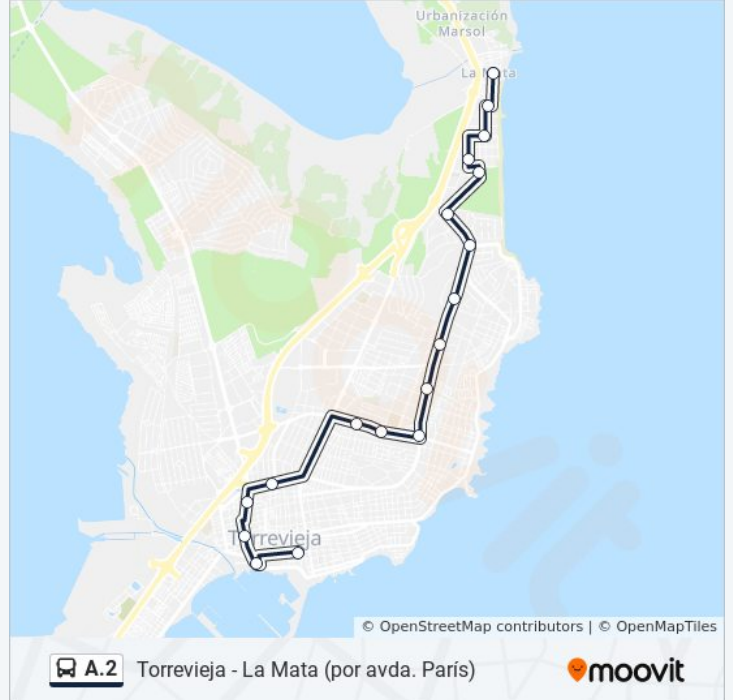 Urbanización
Marsol
La Mata
Torrevieja
© OpenStreetMap contributors | © OpenMapTiles
A.2 Torrevieja - La Mata (por avda. París) moovit